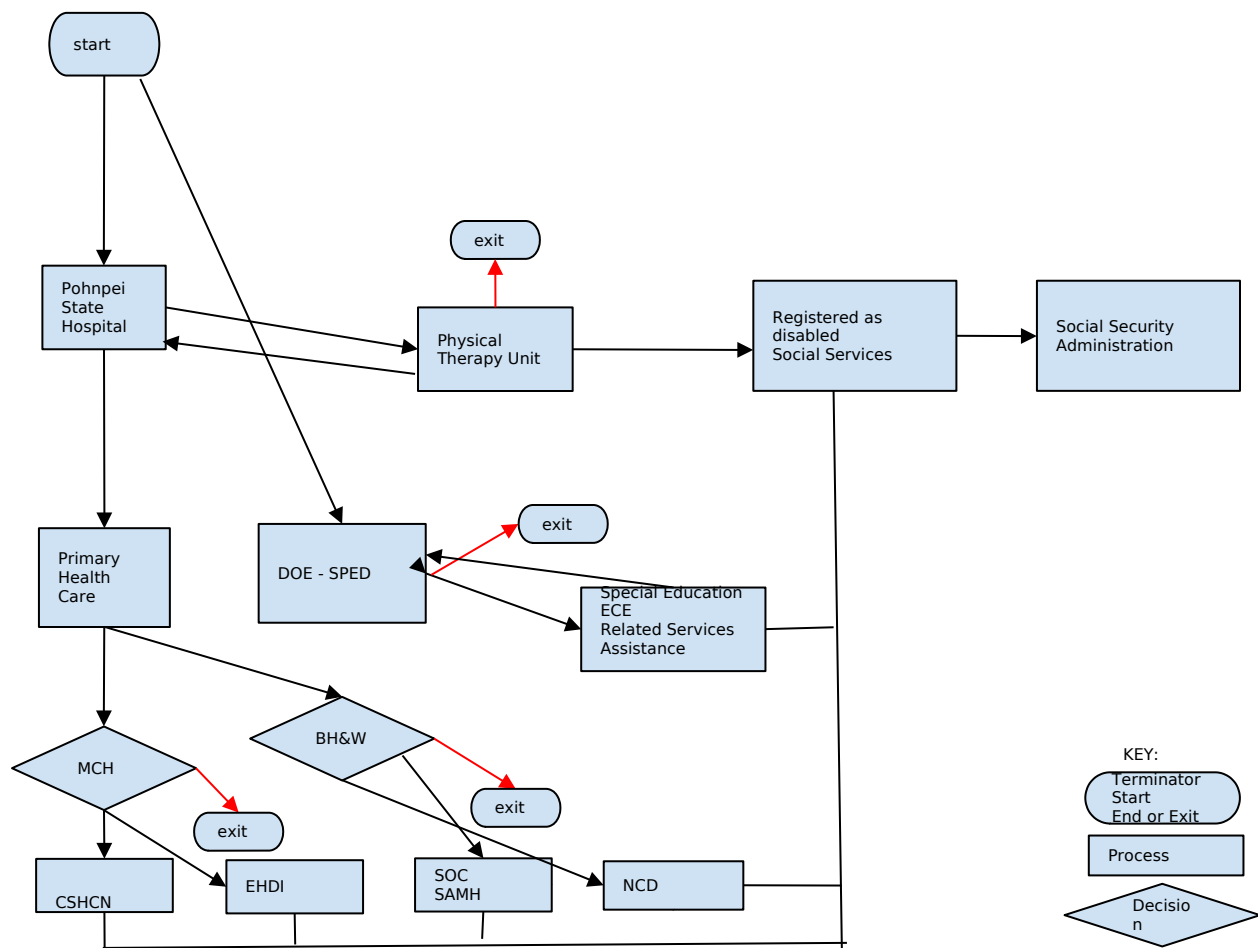 start
exit
Pohnpei
State
Hospital
Physical
Therapy Unit
Registered as
disabled
Social Services
Social Security
Administration
exit
Primary
Health
Care
DOE - SPED
Special Education
ECE
Related Services
Assistance
MCH
BH&W
exit
exit
CSHCN
EHDI
SOC
SAMH
NCD
KEY:
Terminator
Start
End or Exit
Process
Decisio
n